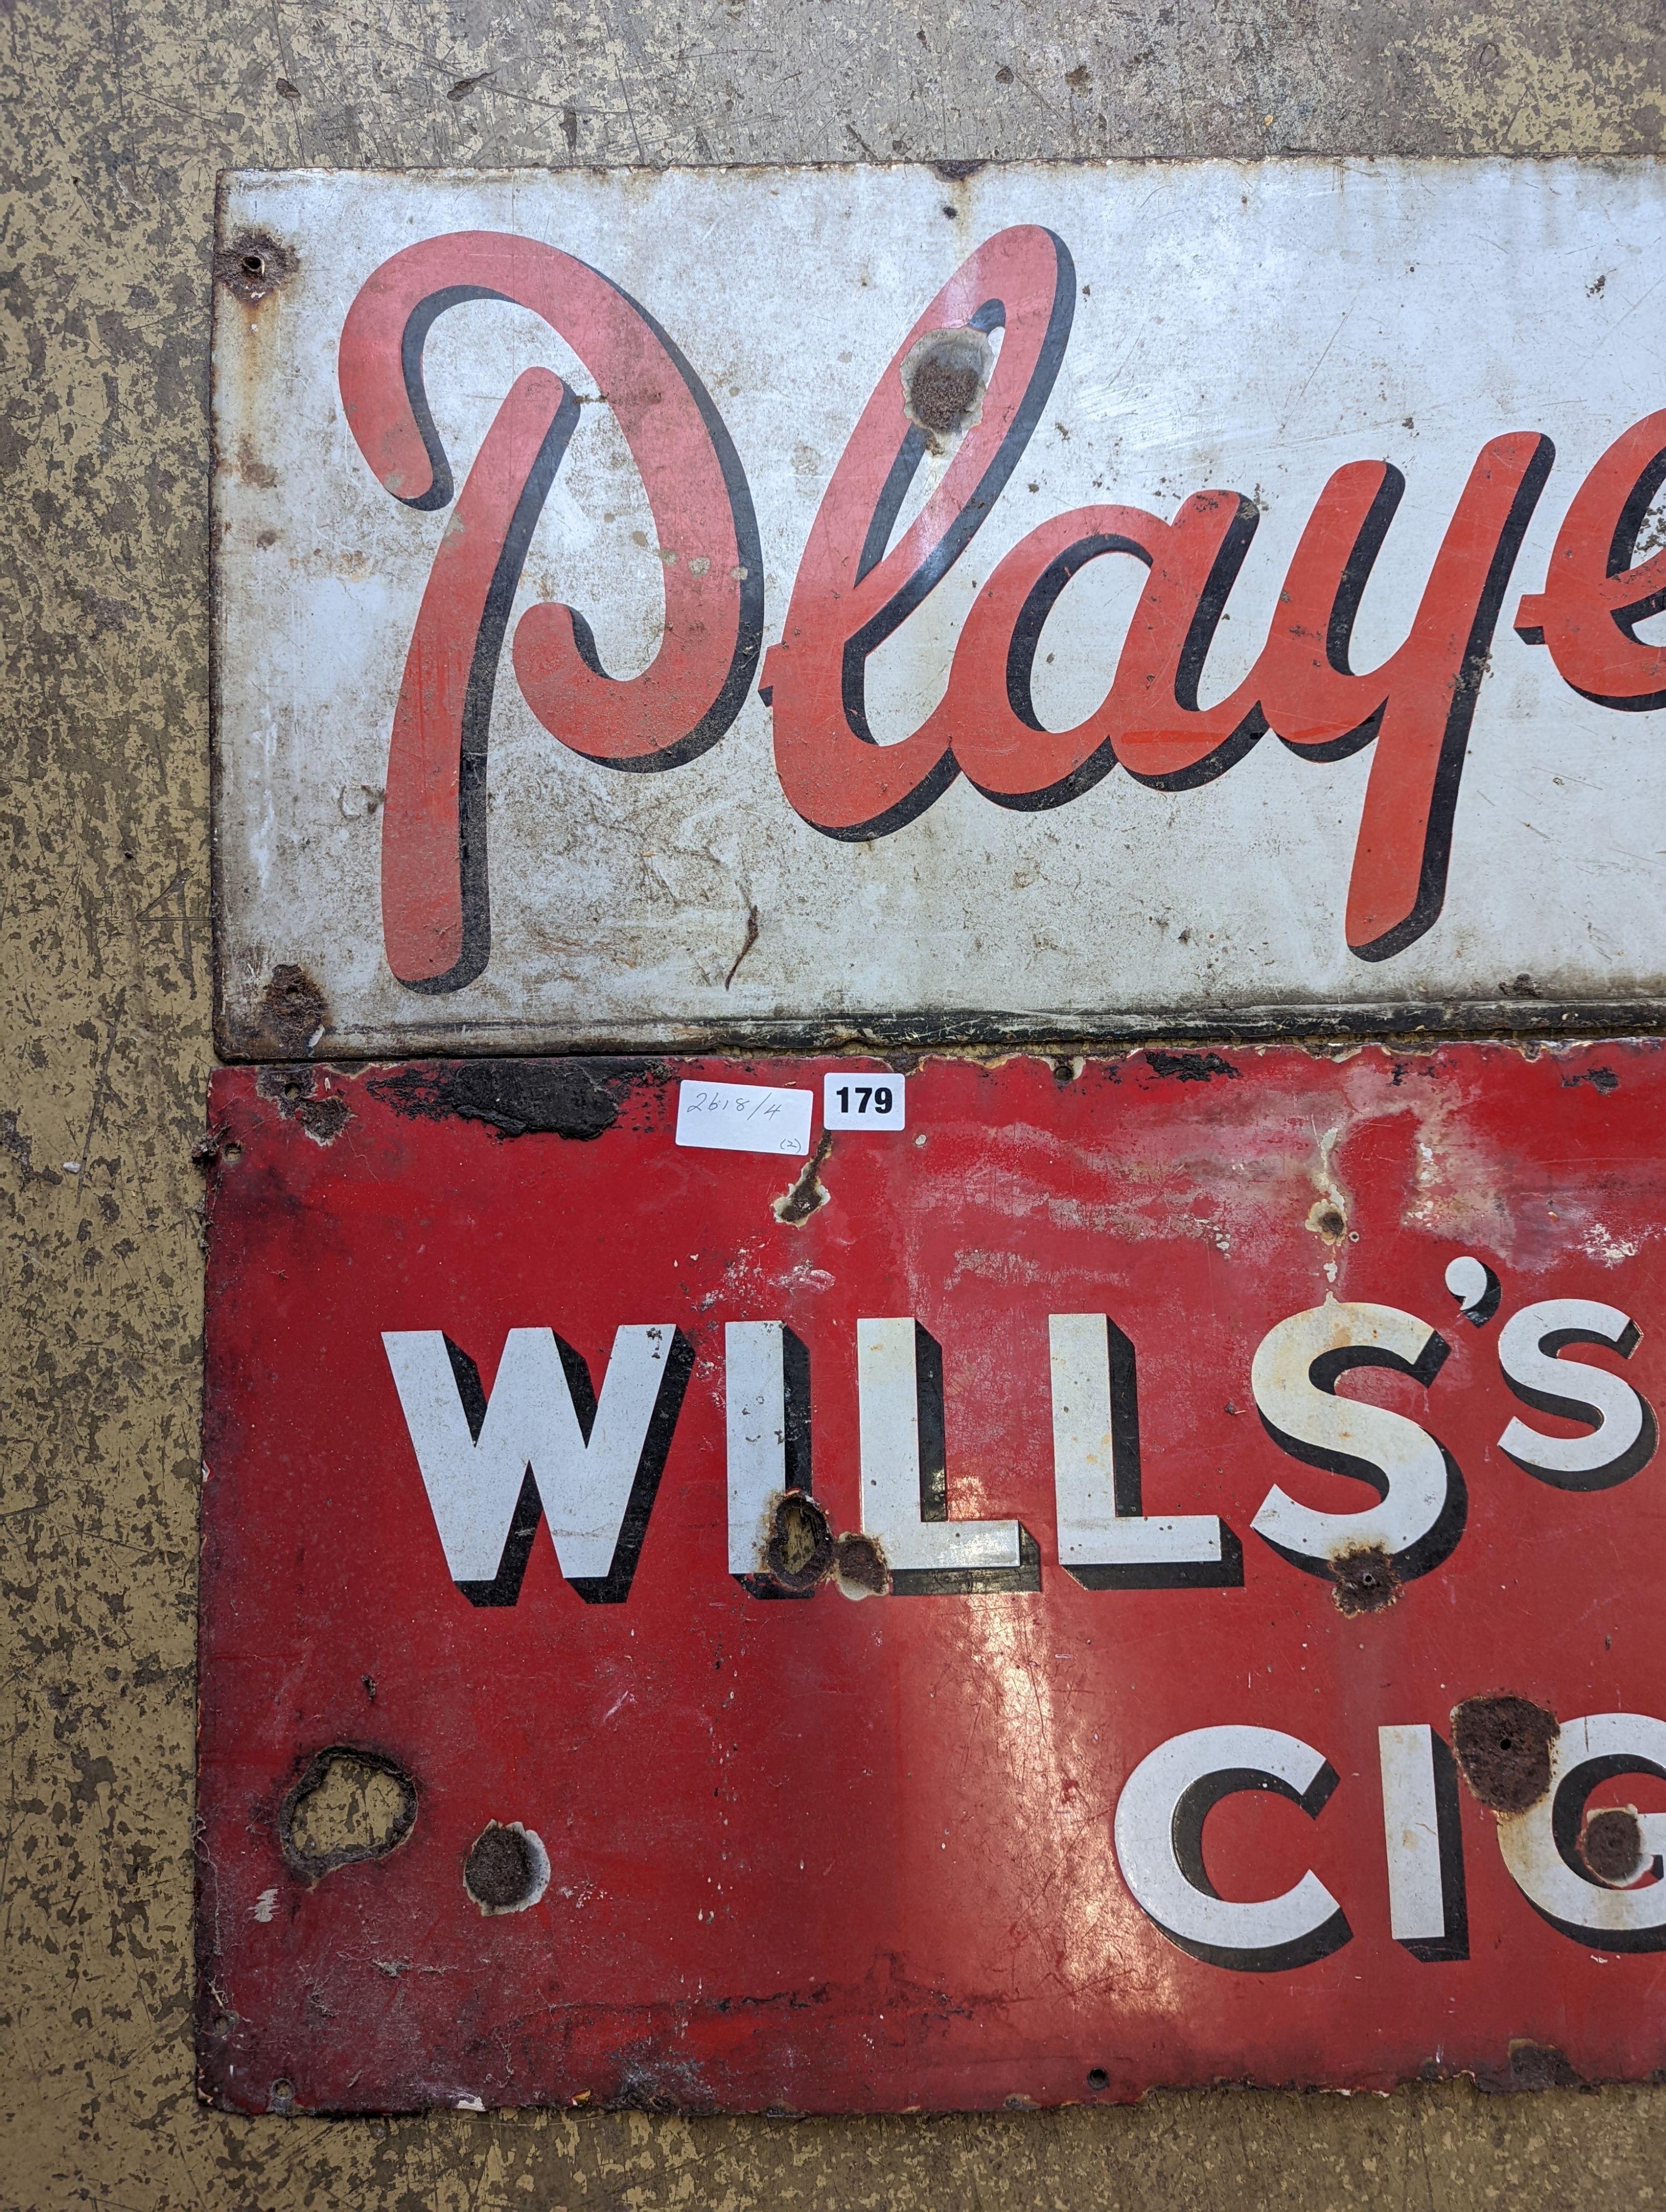 Playe
2618/4
(2)
179
WILLS'S
CIG